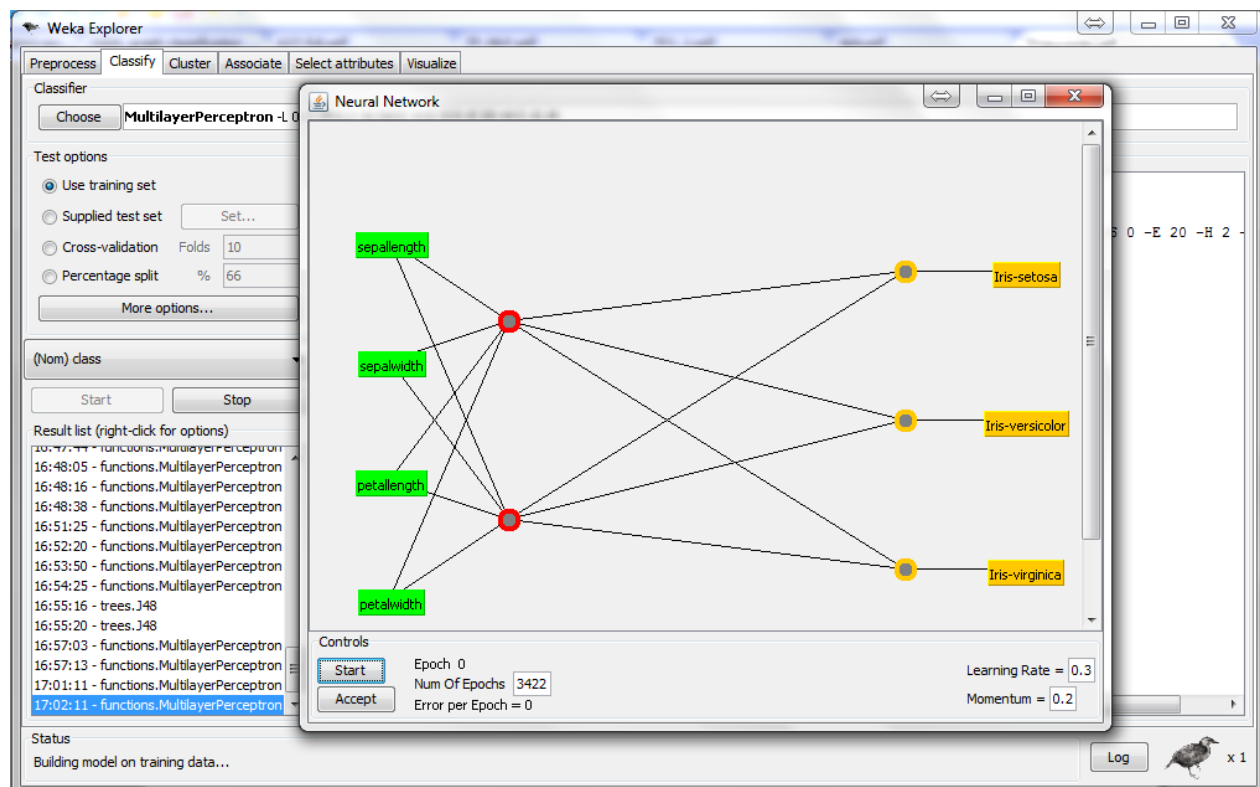 Weka Explorer
Preprocess Classify Cluster Associate Select attributes Visualize
Classifier
Choose MultilayerPerceptron -L 0
Test options
Use training set
Supplied test set Set...
Cross-validation Folds 10
Percentage split % 66
More options...
(Nom) class
Start Stop
Result list (right-click for options)
16:47:44 - functions.MultilayerPerceptron
16:48:05 - functions.MultilayerPerceptron
16:48:16 - functions.MultilayerPerceptron
16:48:38 - functions.MultilayerPerceptron
16:51:25 - functions.MultilayerPerceptron
16:52:20 - functions.MultilayerPerceptron
16:53:50 - functions.MultilayerPerceptron
16:54:25 - functions.MultilayerPerceptron
16:55:16 - trees.J48
16:55:20 - trees.J48
16:57:03 - functions.MultilayerPerceptron
16:57:13 - functions.MultilayerPerceptron
17:01:11 - functions.MultilayerPerceptron
17:02:11 - functions.MultilayerPerceptron
0 -E 20 -H 2 -
Neural Network
sepallength
sepalwidth
petallength
petalwidth
Iris-setosa
Iris-versicolor
Iris-virginica
Controls
Start
Accept
Epoch 0
Num Of Epochs 3422
Error per Epoch = 0
Learning Rate = 0.3
Momentum = 0.2
Status
Building model on training data...
Log
x 1